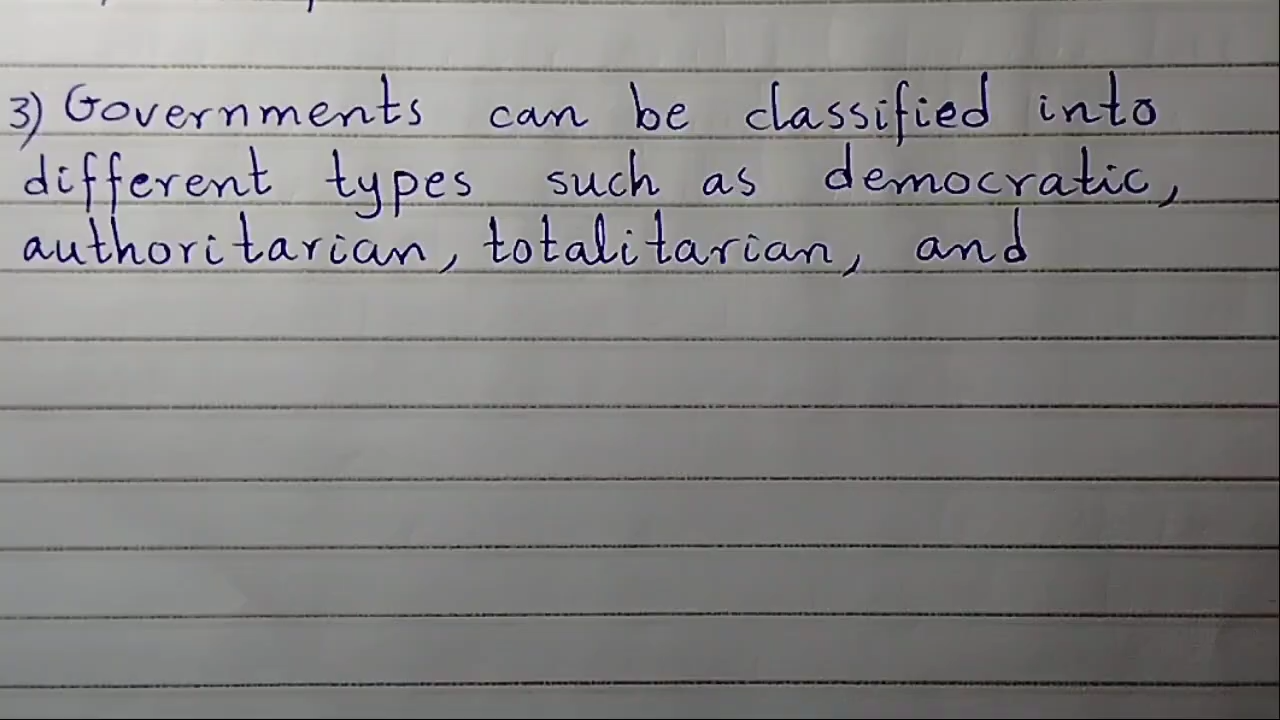 3) Governments can be classified into
different types such as democratic,
authoritarian, totalitarian, and